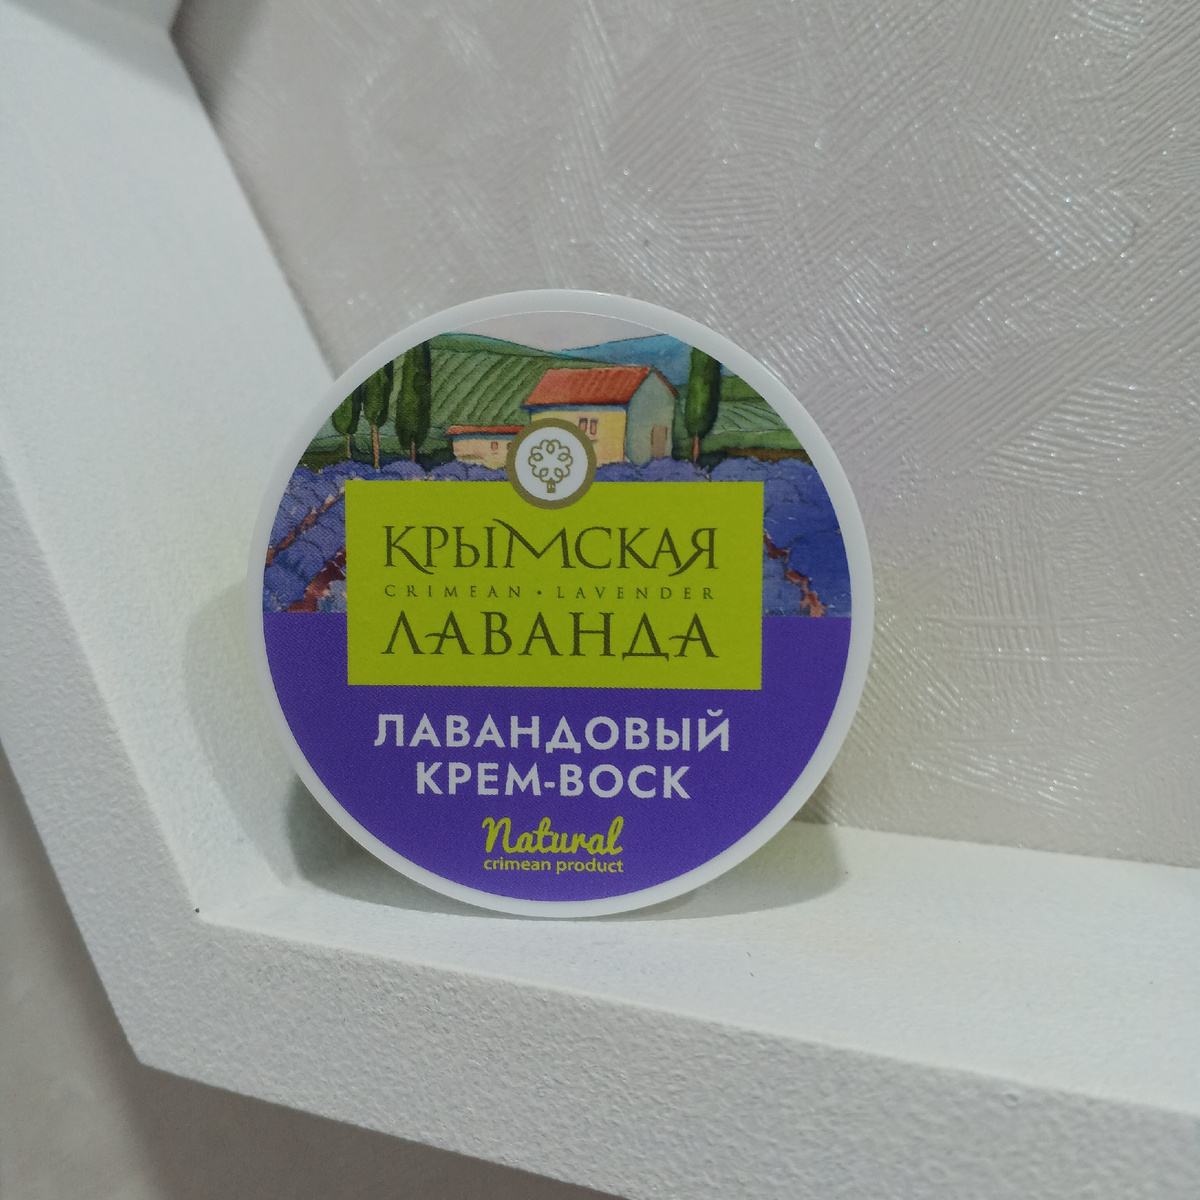 КРЫМСКАЯ
CRIMEAN • LAVENDER
ЛАВАНДА
ЛАВАНДОВЫЙ
КРЕМ-ВОСК
Natural
crimean product